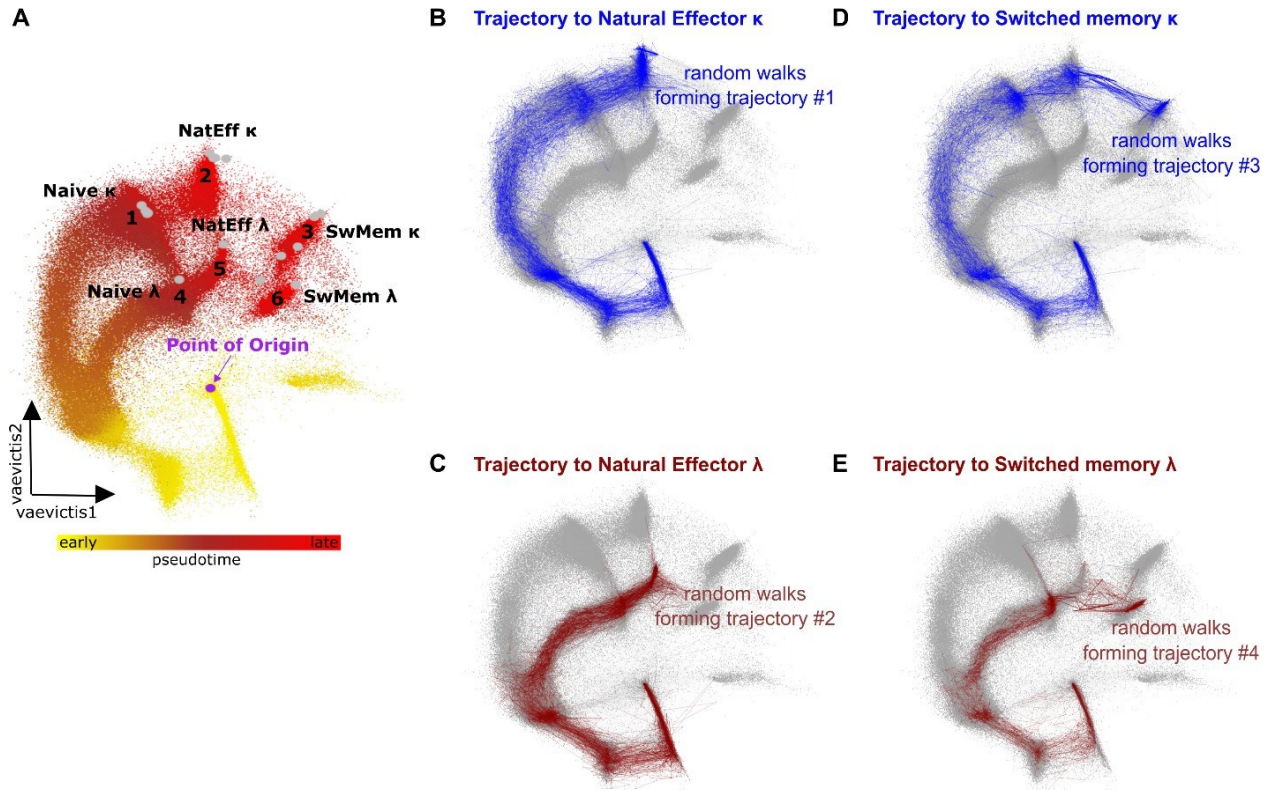 A
NatEff κ
2
Naive κ
1
NatEff λ
3
SwMem κ
5
Naive λ
4
6
SwMem λ
Point of Origin
vaevictis2
vaevictis1
early
late
pseudotime
B Trajectory to Natural Effector κ
random walks
forming trajectory #1
D Trajectory to Switched memory κ
random walks
forming trajectory #3
C Trajectory to Natural Effector λ
random walks
forming trajectory #2
E Trajectory to Switched memory λ
random walks
forming trajectory #4